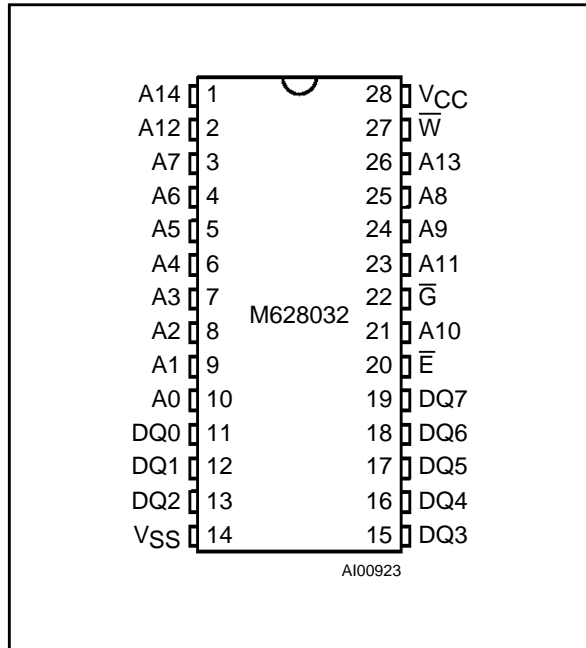 A14 1 28 VCC
A12 2 27 W̅
A7 3 26 A13
A6 4 25 A8
A5 5 24 A9
A4 6 23 A11
A3 7 22 G̅
M628032
A2 8 21 A10
A1 9 20 E̅
A0 10 19 DQ7
DQ0 11 18 DQ6
DQ1 12 17 DQ5
DQ2 13 16 DQ4
VSS 14 15 DQ3
AI00923